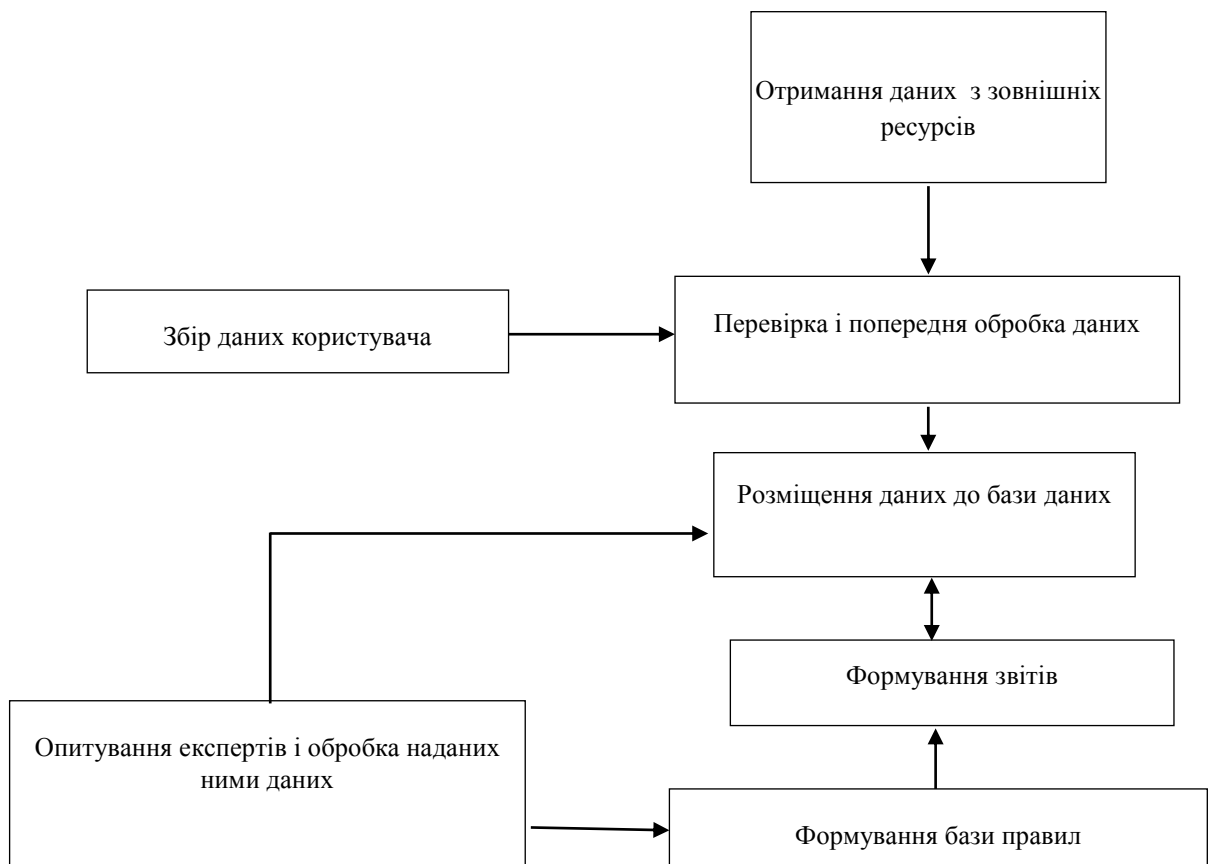 Отримання даних з зовнішніх
ресурсів
Збір даних користувача
Перевірка і попередня обробка даних
Розміщення даних до бази даних
Формування звітів
Опитування експертів і обробка наданих
ними даних
Формування бази правил